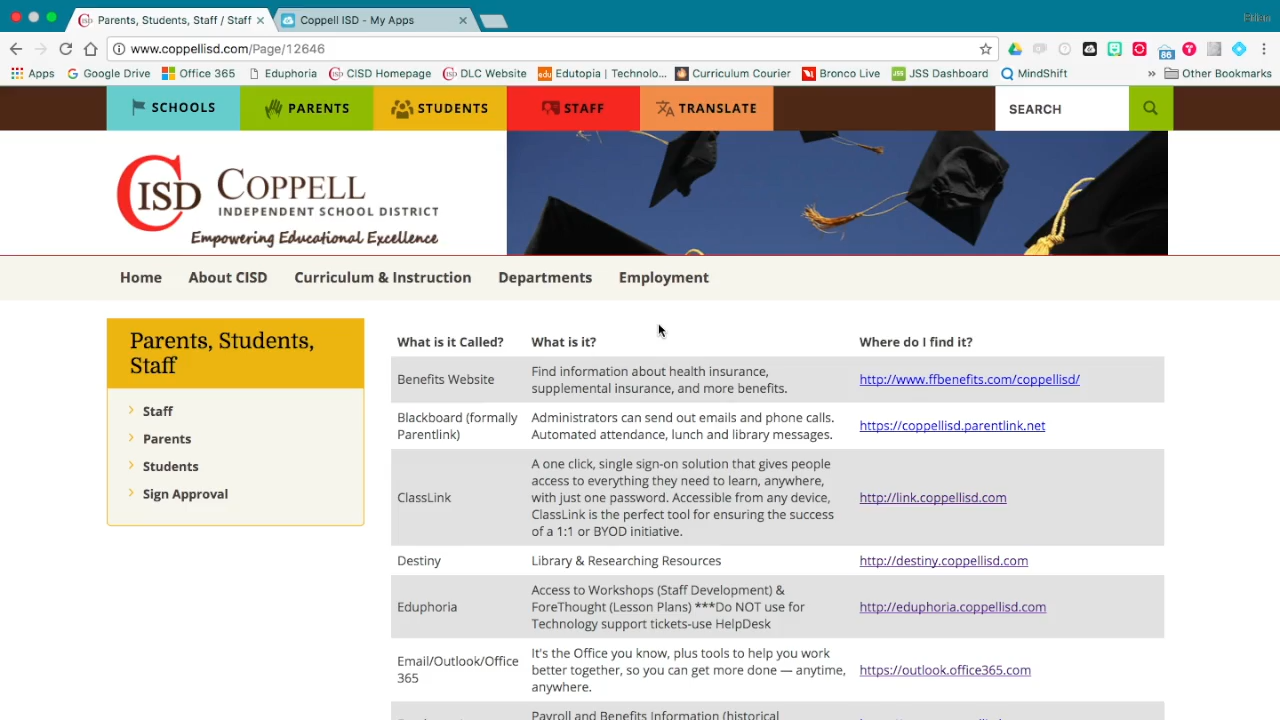 Parents, Students, Staff / Staff
Coppell ISD - My Apps
www.coppellisd.com/Page/12646
86
Apps
Google Drive
Office 365
Eduphoria
CISD Homepage
DLC Website
Edutopia | Technolo...
Curriculum Courier
Bronco Live
JSS Dashboard
MindShift
»
Other Bookmarks
SCHOOLS
PARENTS
STUDENTS
STAFF
TRANSLATE
SEARCH
CISD COPPELL
INDEPENDENT SCHOOL DISTRICT
Empowering Educational Excellence
Home
About CISD
Curriculum & Instruction
Departments
Employment
Parents, Students,
Staff
Staff
Parents
Students
Sign Approval
What is it Called? What is it? Where do I find it?
Benefits Website
Find information about health insurance,
supplemental insurance, and more benefits.
http://www.ffbenefits.com/coppellisd/
Blackboard (formally
Parentlink)
Administrators can send out emails and phone calls.
Automated attendance, lunch and library messages.
https://coppellisd.parentlink.net
ClassLink
A one click, single sign-on solution that gives people
access to everything they need to learn, anywhere,
with just one password. Accessible from any device,
ClassLink is the perfect tool for ensuring the success
of a 1:1 or BYOD initiative.
http://link.coppellisd.com
Destiny
Library & Researching Resources
http://destiny.coppellisd.com
Eduphoria
Access to Workshops (Staff Development) &
ForeThought (Lesson Plans) ***Do NOT use for
Technology support tickets-use HelpDesk
http://eduphoria.coppellisd.com
Email/Outlook/Office
365
It's the Office you know, plus tools to help you work
better together, so you can get more done — anytime,
anywhere.
https://outlook.office365.com
Payroll and Benefits Information (historical